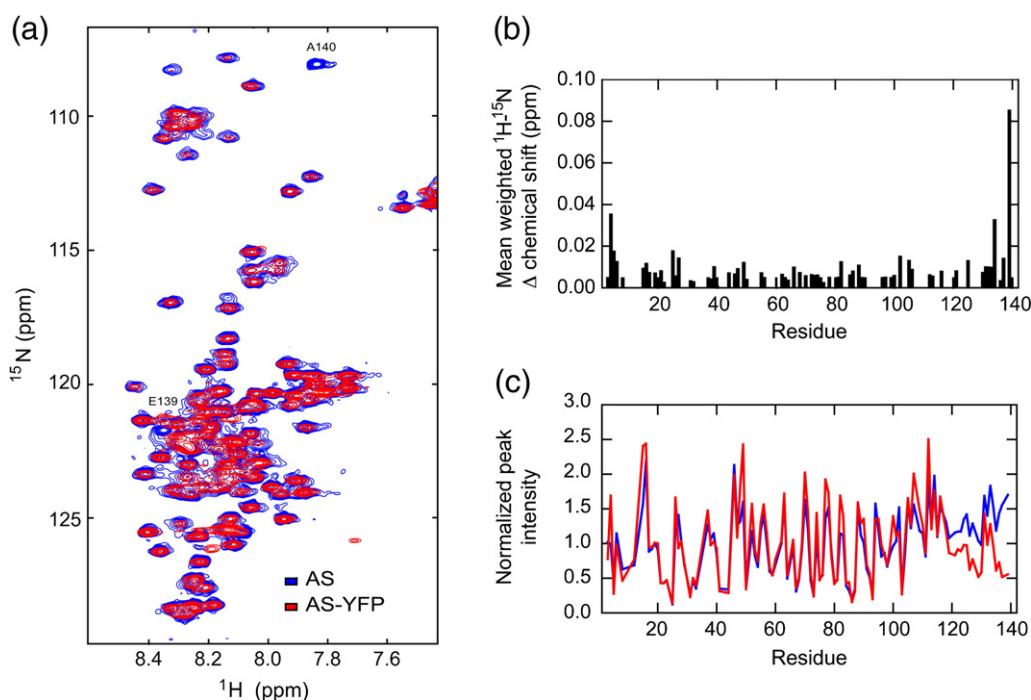 (a)
A140
110
115
120
125
15N (ppm)
E139
AS
AS-YFP
8.4 8.2 8.0 7.8 7.6
1H (ppm)
(b)
Mean weighted 1H-15N
Δ chemical shift (ppm)
0.10
0.08
0.06
0.04
0.02
0.00
20 40 60 80 100 120 140
Residue
(c)
Normalized peak
intensity
3.0
2.5
2.0
1.5
1.0
0.5
0.0
20 40 60 80 100 120 140
Residue